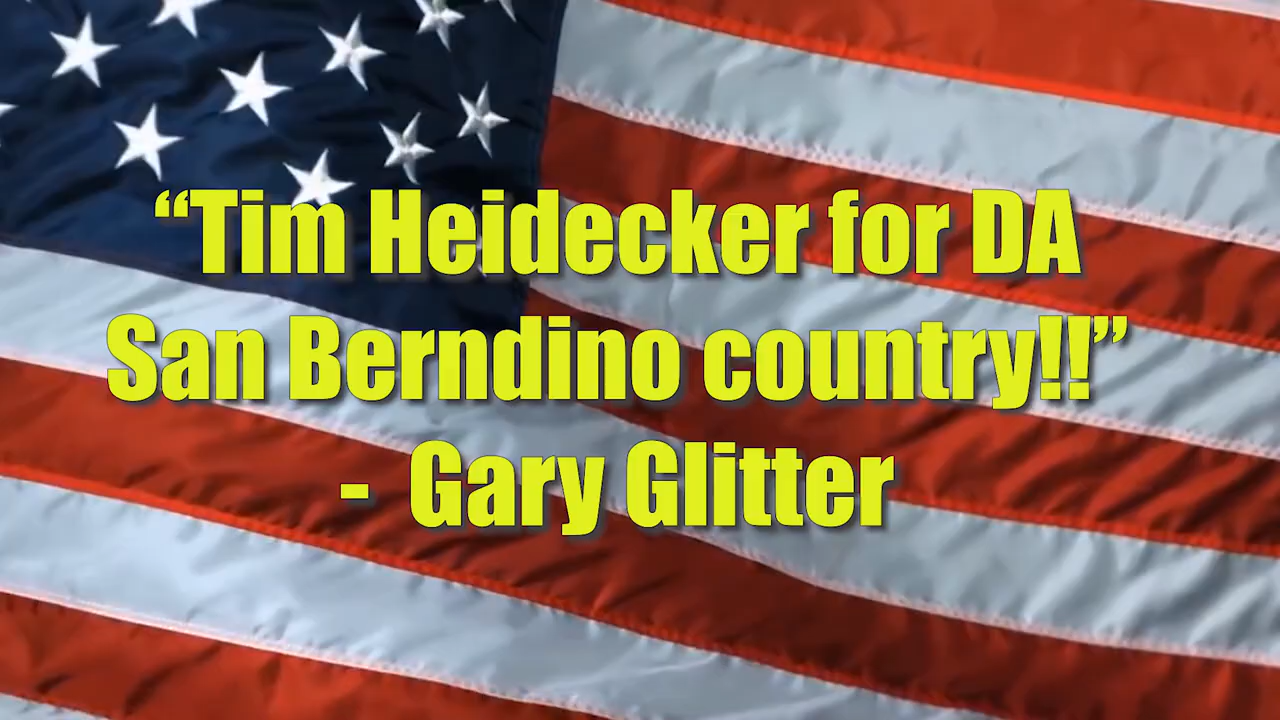 “Tim Heidecker for DA
San Berndino country!!”
- Gary Glitter